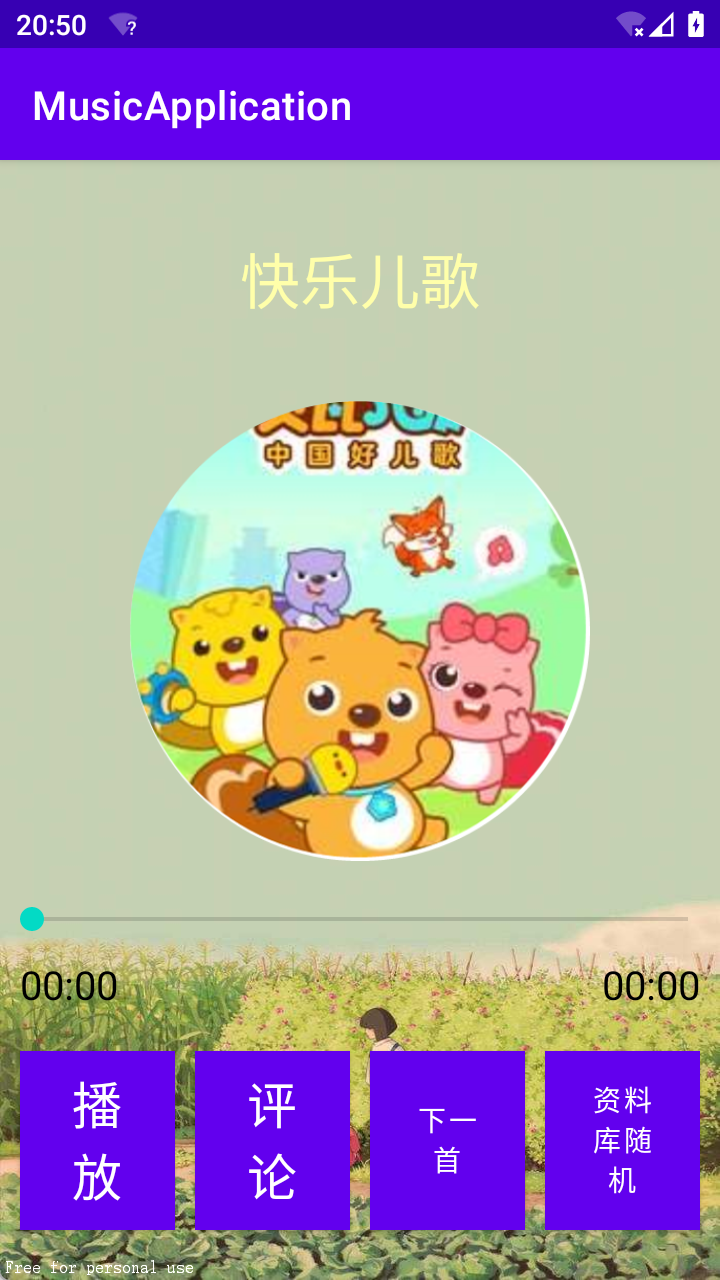 20:50
MusicApplication
快乐儿歌
中国好儿歌
00:00
00:00
播
放
评
论
下一
首
资料
库随
机
Free for personal use